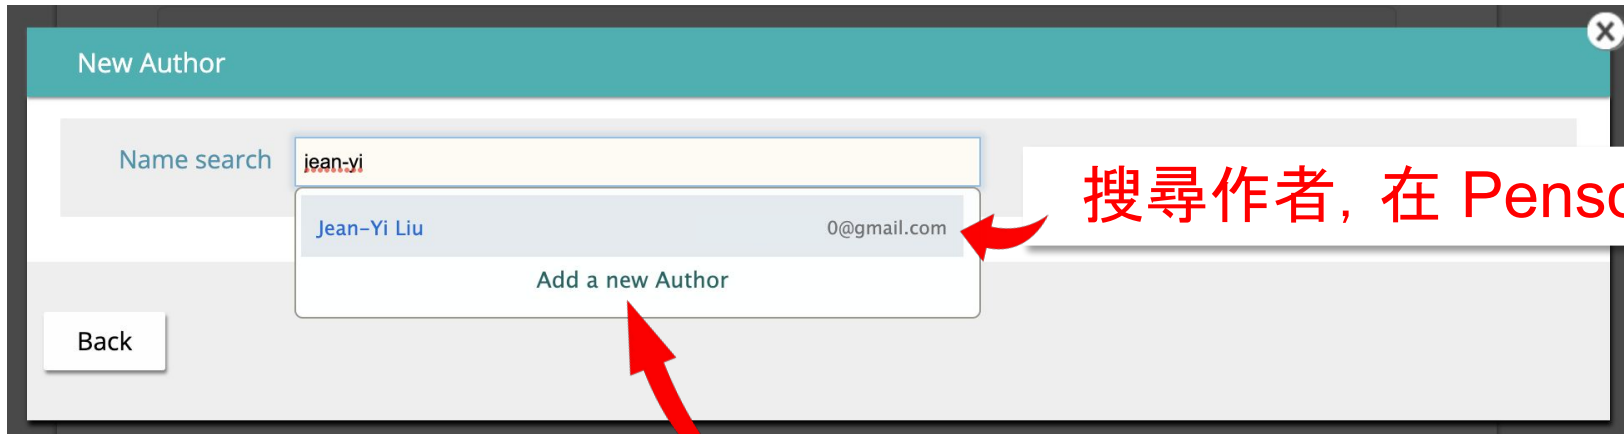 New Author
Name search
jean-yi
搜尋作者, 在 Penso
Jean-Yi Liu
0@gmail.com
Add a new Author
Back